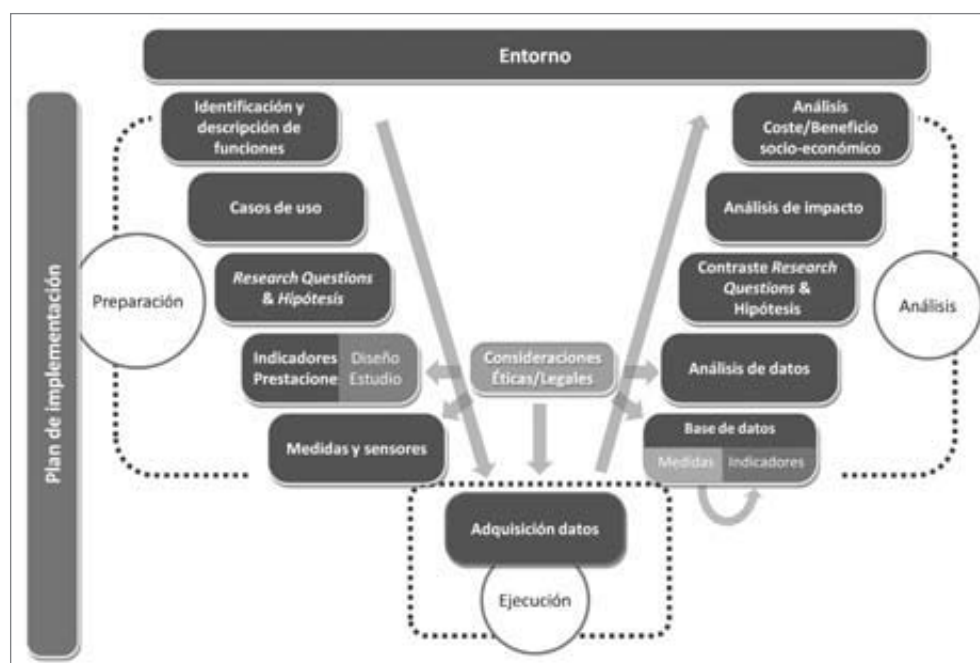 Entorno
Plan de implementación
Identificación y
descripción de
funciones
Casos de uso
Research Questions
& Hipótesis
Preparación
Indicadores
Prestacione
Diseño
Estudio
Medidas y sensores
Consideraciones
Éticas/Legales
Adquisición datos
Ejecución
Análisis
Coste/Beneficio
socio-económico
Análisis de impacto
Contraste Research
Questions &
Hipótesis
Análisis
Análisis de datos
Base de datos
Medidas
Indicadores